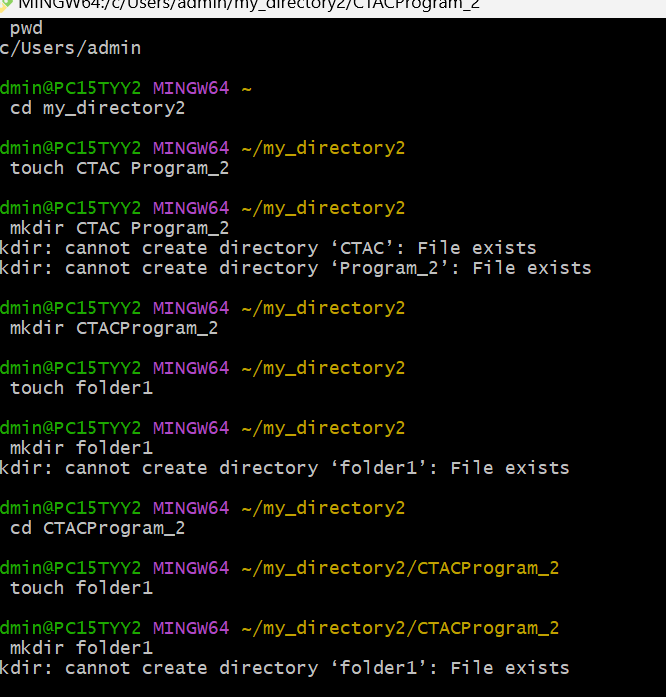 MINGW64:/c/Users/admin/my_directory2/CTACProgram_2
pwd
c/Users/admin
dmin@PC15TYY2 MINGW64 ~
cd my_directory2
dmin@PC15TYY2 MINGW64 ~/my_directory2
touch CTAC Program_2
dmin@PC15TYY2 MINGW64 ~/my_directory2
mkdir CTAC Program_2
kdir: cannot create directory ‘CTAC’: File exists
kdir: cannot create directory ‘Program_2’: File exists
dmin@PC15TYY2 MINGW64 ~/my_directory2
mkdir CTACProgram_2
dmin@PC15TYY2 MINGW64 ~/my_directory2
touch folder1
dmin@PC15TYY2 MINGW64 ~/my_directory2
mkdir folder1
kdir: cannot create directory ‘folder1’: File exists
dmin@PC15TYY2 MINGW64 ~/my_directory2
cd CTACProgram_2
dmin@PC15TYY2 MINGW64 ~/my_directory2/CTACProgram_2
touch folder1
dmin@PC15TYY2 MINGW64 ~/my_directory2/CTACProgram_2
mkdir folder1
kdir: cannot create directory ‘folder1’: File exists